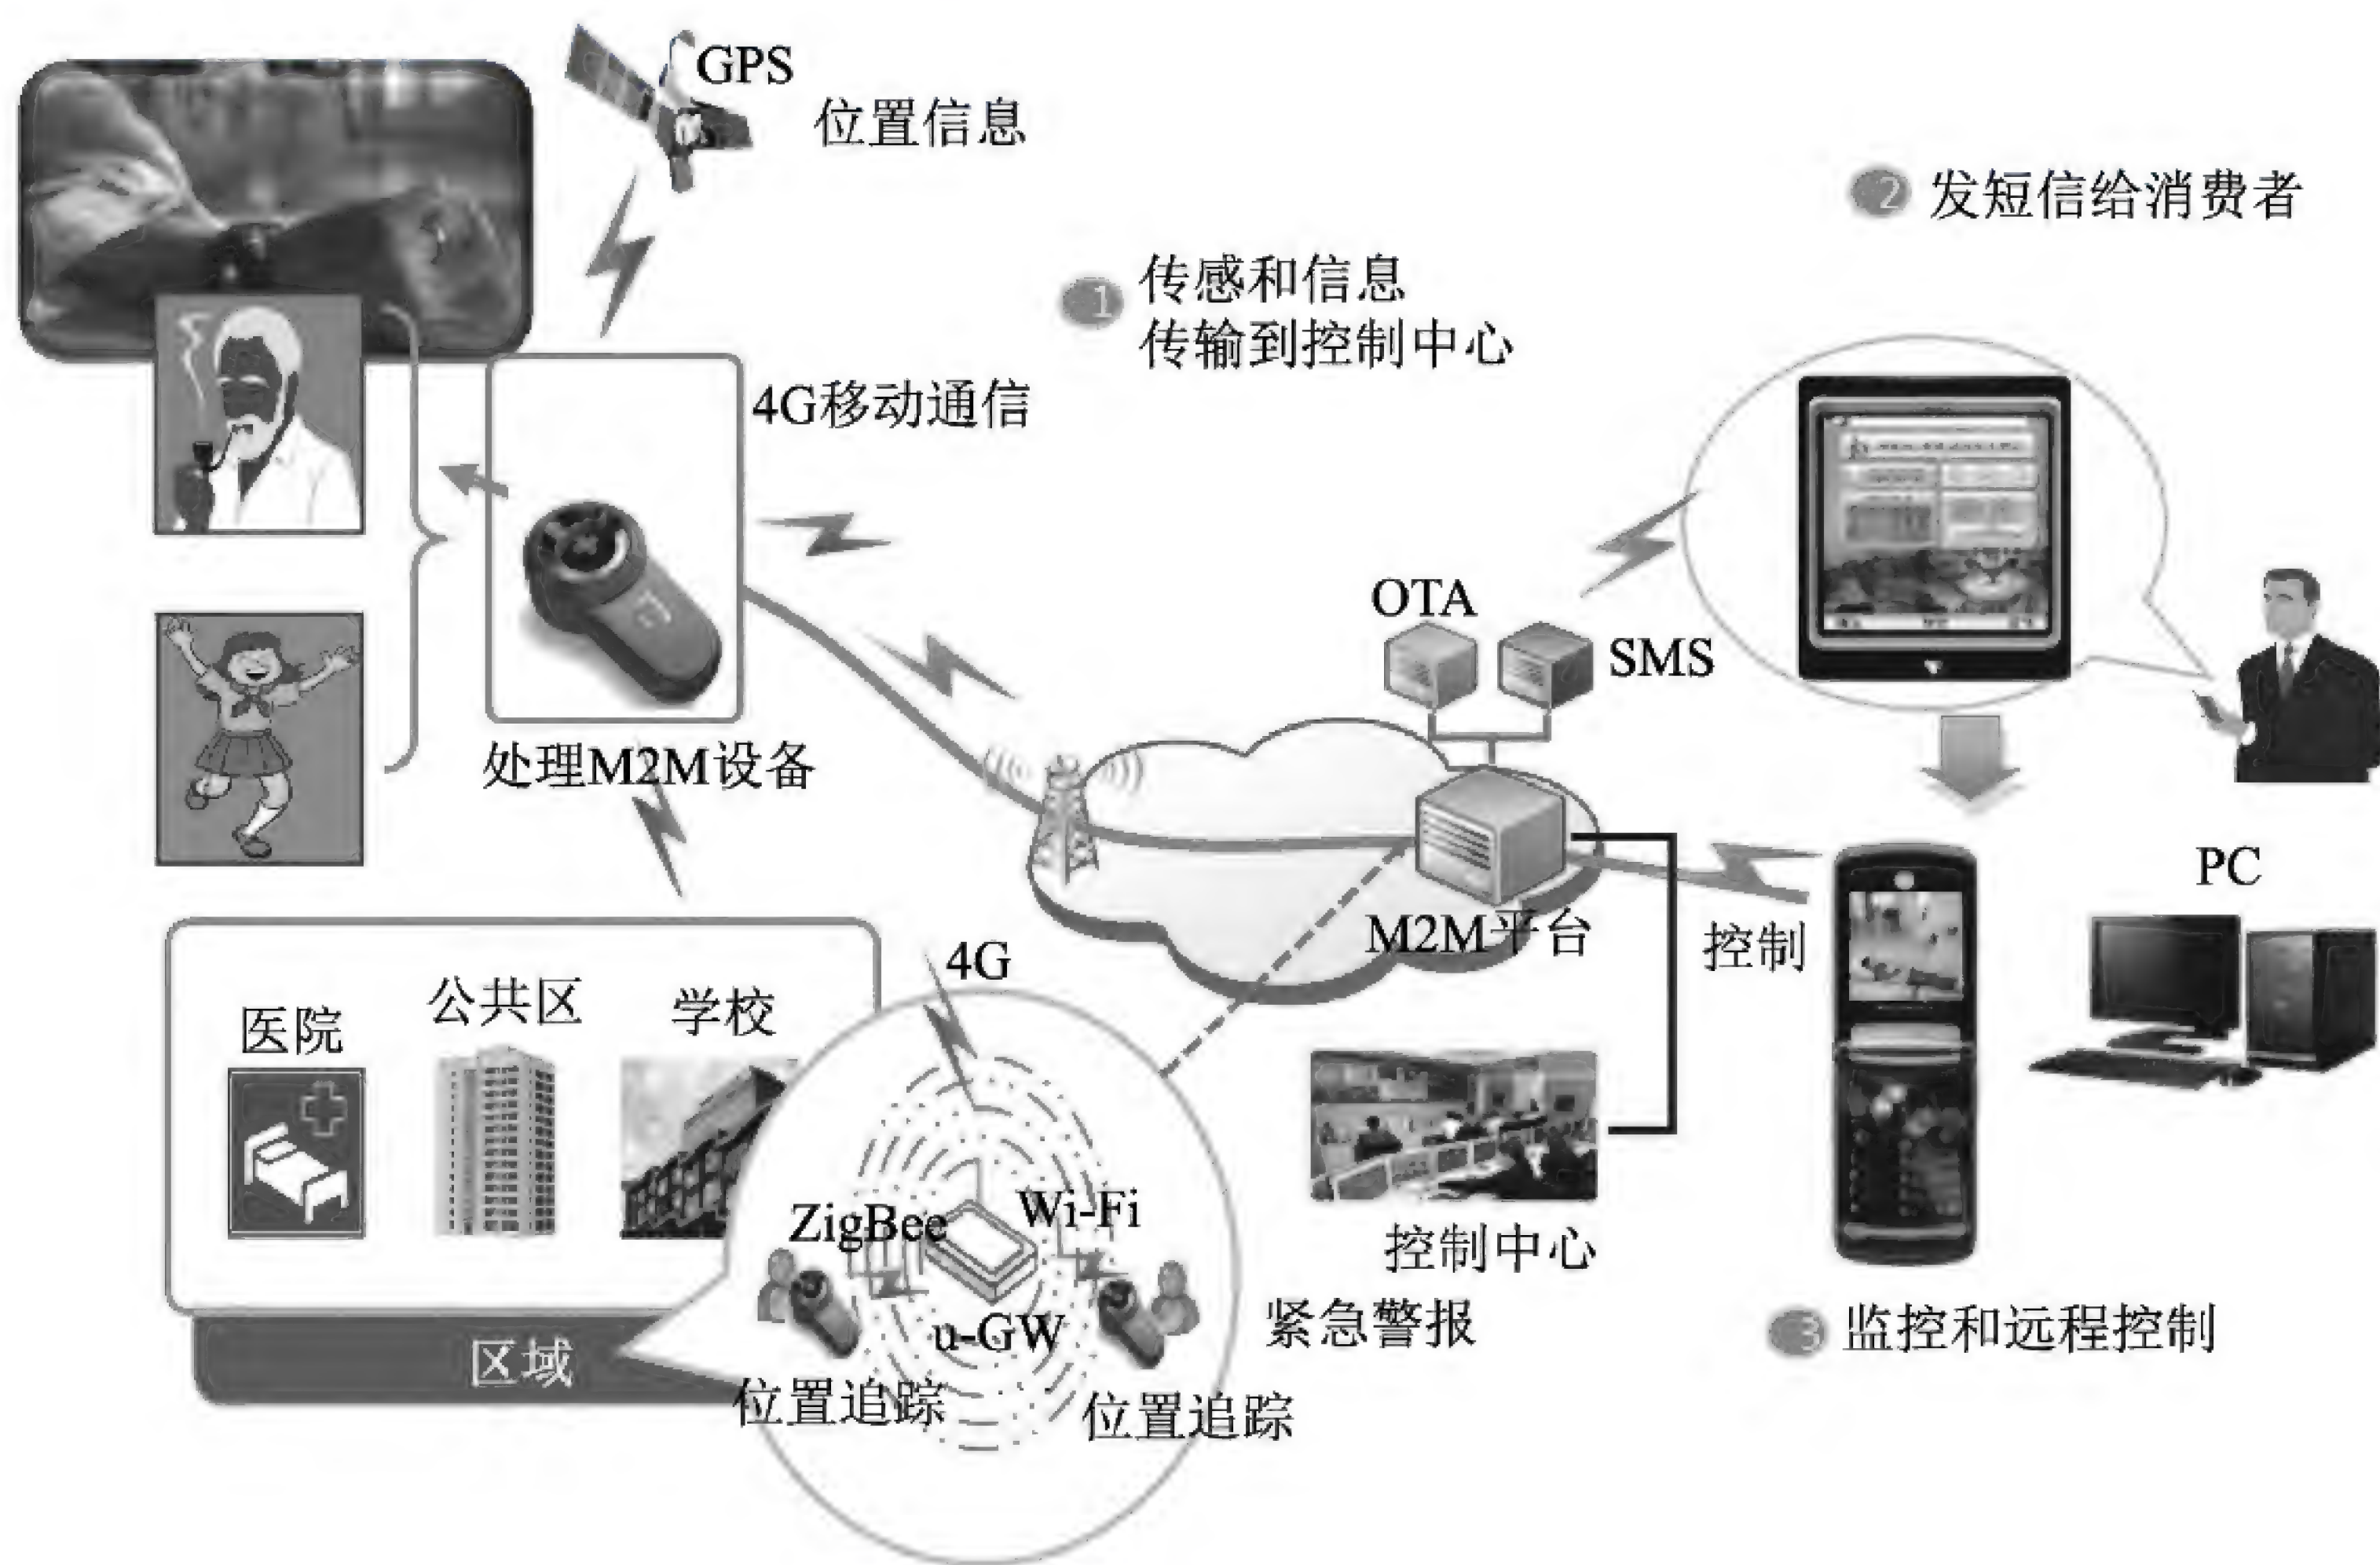 GPS
位置信息
2 发短信给消费者
1 传感和信息
传输到控制中心
4G移动通信
OTA
SMS
处理M2M设备
PC
M2M平台
控制
4G
医院
公共区
学校
ZigBee
Wi-Fi
u-GW
控制中心
紧急警报
3 监控和远程控制
区域
位置追踪
位置追踪